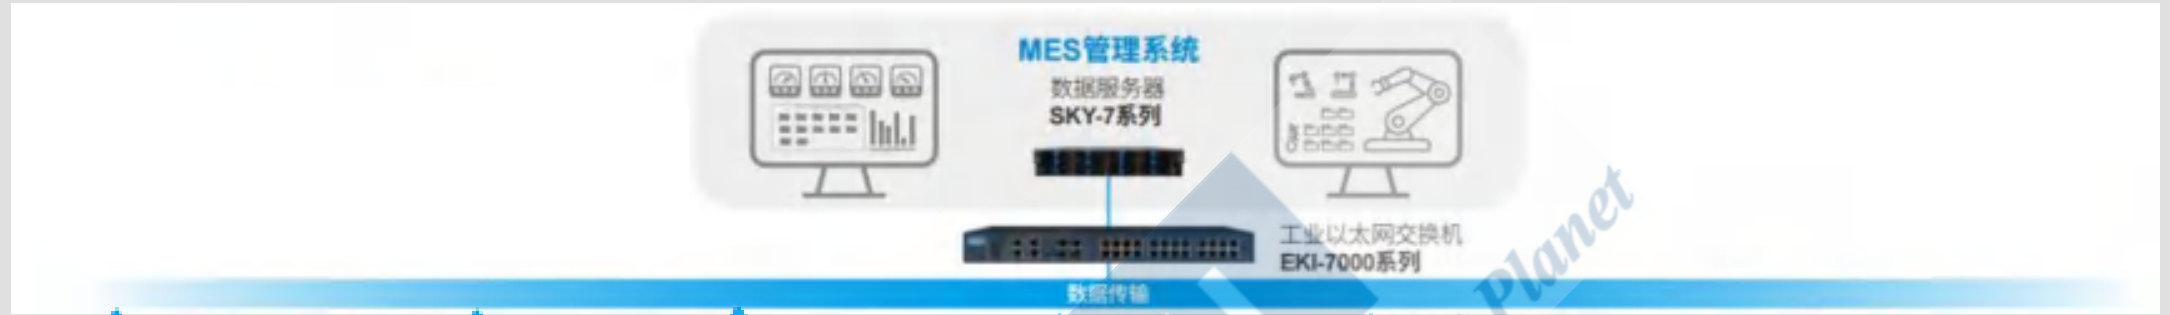 MES管理系统
数据服务器
SKY-7系列
工业以太网交换机
EKI-7000系列
数据传输
Planet